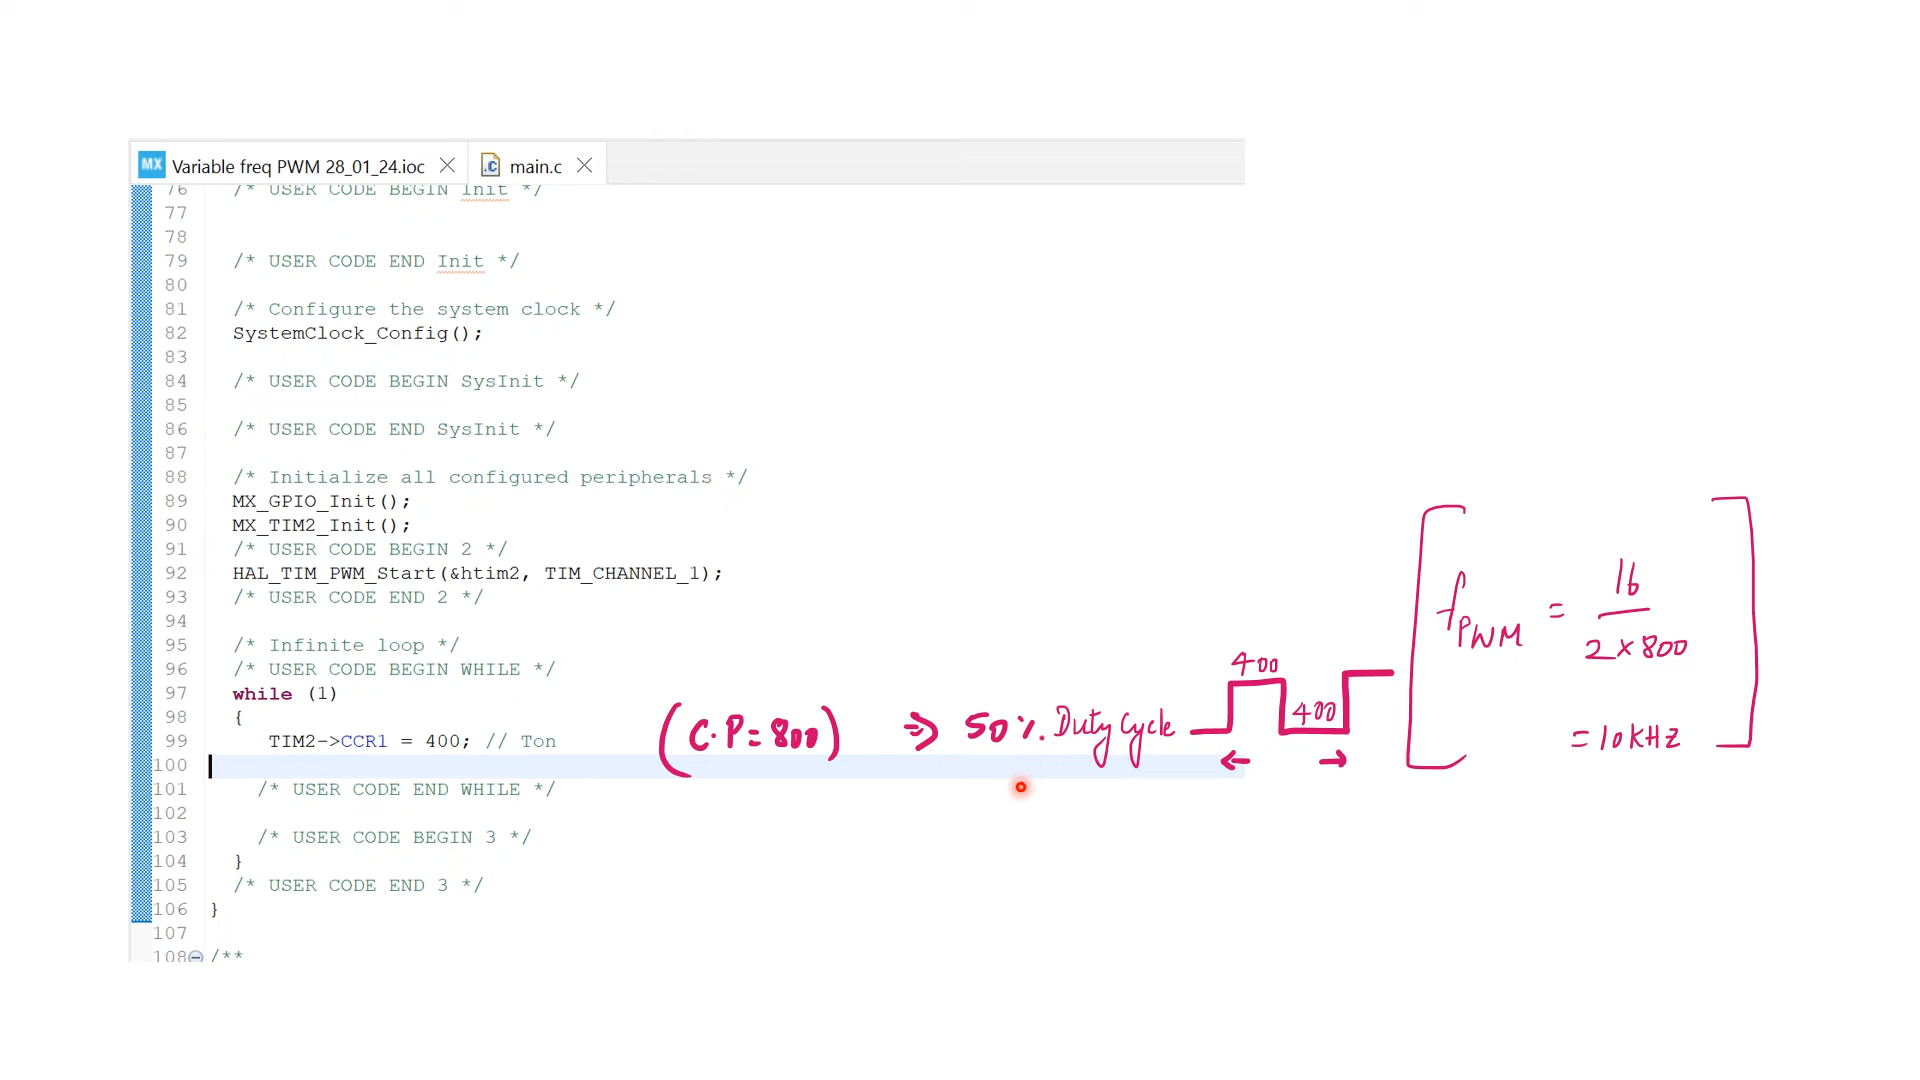 MX Variable freq PWM 28_01_24.ioc
.c main.c
76 /* USER CODE BEGIN Init */
77
78
79 /* USER CODE END Init */
80
81 /* Configure the system clock */
82 SystemClock_Config();
83
84 /* USER CODE BEGIN SysInit */
85
86 /* USER CODE END SysInit */
87
88 /* Initialize all configured peripherals */
89 MX_GPIO_Init();
90 MX_TIM2_Init();
91 /* USER CODE BEGIN 2 */
92 HAL_TIM_PWM_Start(&htim2, TIM_CHANNEL_1);
93 /* USER CODE END 2 */
94
95 /* Infinite loop */
96 /* USER CODE BEGIN WHILE */
97 while (1)
98 {
99 TIM2->CCR1 = 400; // Ton
100
101 /* USER CODE END WHILE */
102
103 /* USER CODE BEGIN 3 */
104 }
105 /* USER CODE END 3 */
106 }
107
108 /**
(C.P=800) => 50%. Duty Cycle
400
400
fPWM = 16
2×800
=10KHZ